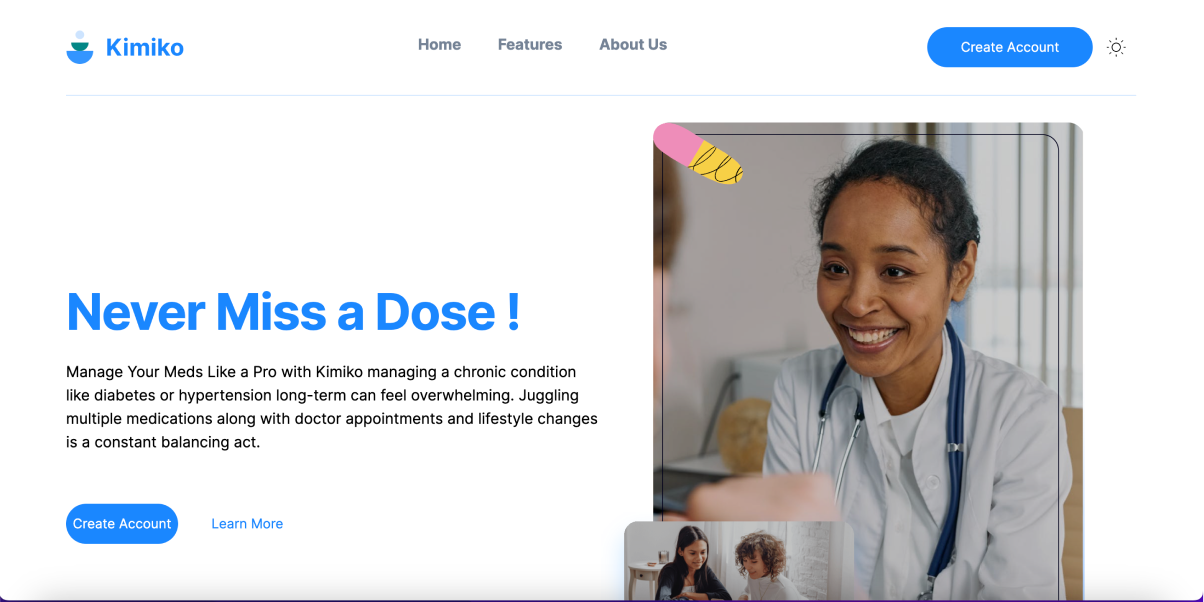 Kimiko
Home
Features
About Us
Create Account
Never Miss a Dose !
Manage Your Meds Like a Pro with Kimiko managing a chronic condition
like diabetes or hypertension long-term can feel overwhelming. Juggling
multiple medications along with doctor appointments and lifestyle changes
is a constant balancing act.
Create Account
Learn More